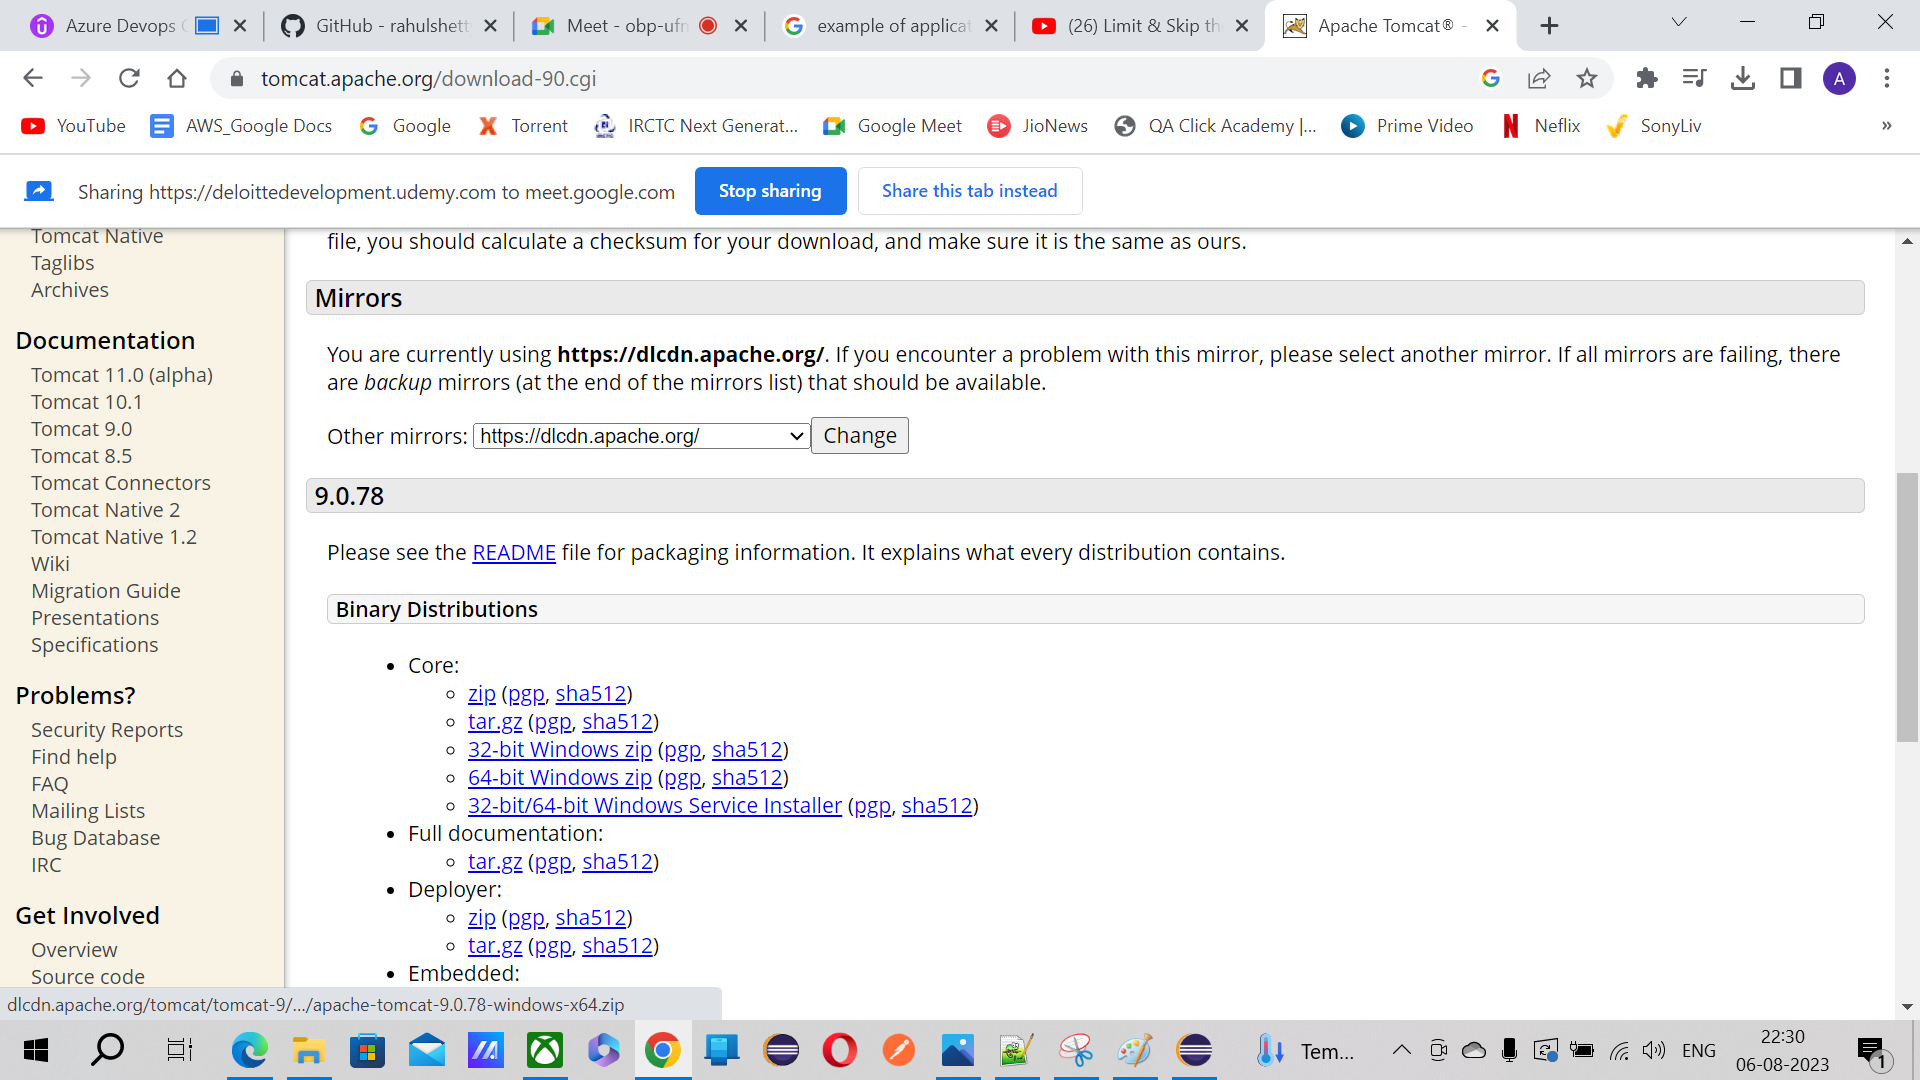 Azure Devops
GitHub - rahulshett
Meet - obp-ufn
example of applicat
(26) Limit & Skip th
Apache Tomcat® -
tomcat.apache.org/download-90.cgi
A
YouTube
AWS_Google Docs
Google
Torrent
IRCTC Next Generat...
Google Meet
JioNews
QA Click Academy |...
Prime Video
Neflix
SonyLiv
»
Sharing https://deloittedevelopment.udemy.com to meet.google.com
Stop sharing
Share this tab instead
Tomcat Native
Taglibs
Archives
Documentation
Tomcat 11.0 (alpha)
Tomcat 10.1
Tomcat 9.0
Tomcat 8.5
Tomcat Connectors
Tomcat Native 2
Tomcat Native 1.2
Wiki
Migration Guide
Presentations
Specifications
Problems?
Security Reports
Find help
FAQ
Mailing Lists
Bug Database
IRC
Get Involved
Overview
Source code
file, you should calculate a checksum for your download, and make sure it is the same as ours.
Mirrors
You are currently using https://dlcdn.apache.org/. If you encounter a problem with this mirror, please select another mirror. If all mirrors are failing, there
are backup mirrors (at the end of the mirrors list) that should be available.
Other mirrors: https://dlcdn.apache.org/ Change
9.0.78
Please see the README file for packaging information. It explains what every distribution contains.
Binary Distributions
• Core:
zip (pgp, sha512)
tar.gz (pgp, sha512)
32-bit Windows zip (pgp, sha512)
64-bit Windows zip (pgp, sha512)
32-bit/64-bit Windows Service Installer (pgp, sha512)
• Full documentation:
tar.gz (pgp, sha512)
• Deployer:
zip (pgp, sha512)
tar.gz (pgp, sha512)
• Embedded:
dlcdn.apache.org/tomcat/tomcat-9/.../apache-tomcat-9.0.78-windows-x64.zip
Tem...
ENG
22:30
06-08-2023
1